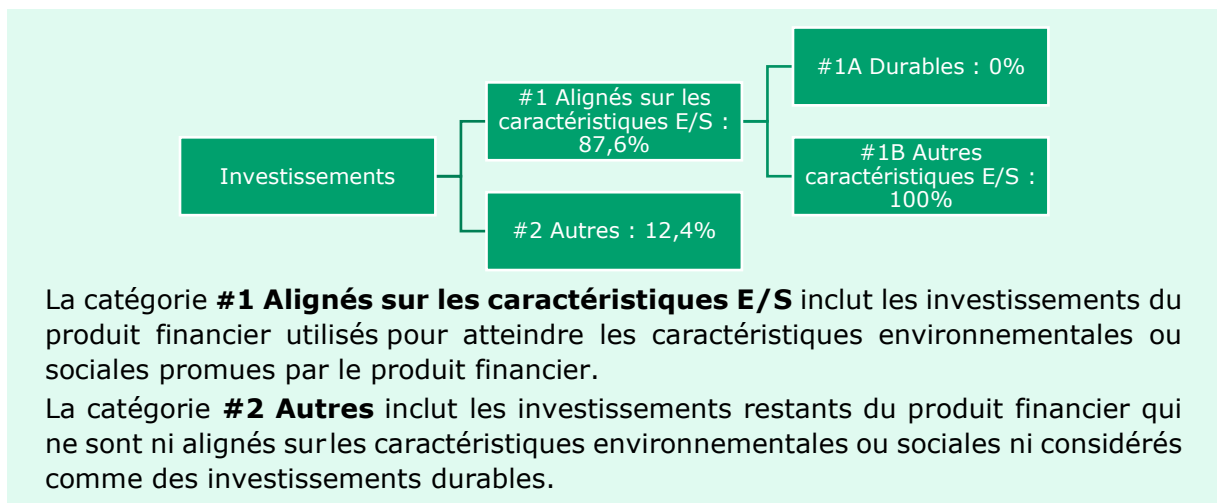 #1A Durables : 0%
#1 Alignés sur les
caractéristiques E/S :
87,6%
#1B Autres
caractéristiques E/S :
100%
Investissements
#2 Autres : 12,4%
La catégorie #1 Alignés sur les caractéristiques E/S inclut les investissements du
produit financier utilisés pour atteindre les caractéristiques environnementales ou
sociales promues par le produit financier.
La catégorie #2 Autres inclut les investissements restants du produit financier qui
ne sont ni alignés sur les caractéristiques environnementales ou sociales ni considérés
comme des investissements durables.